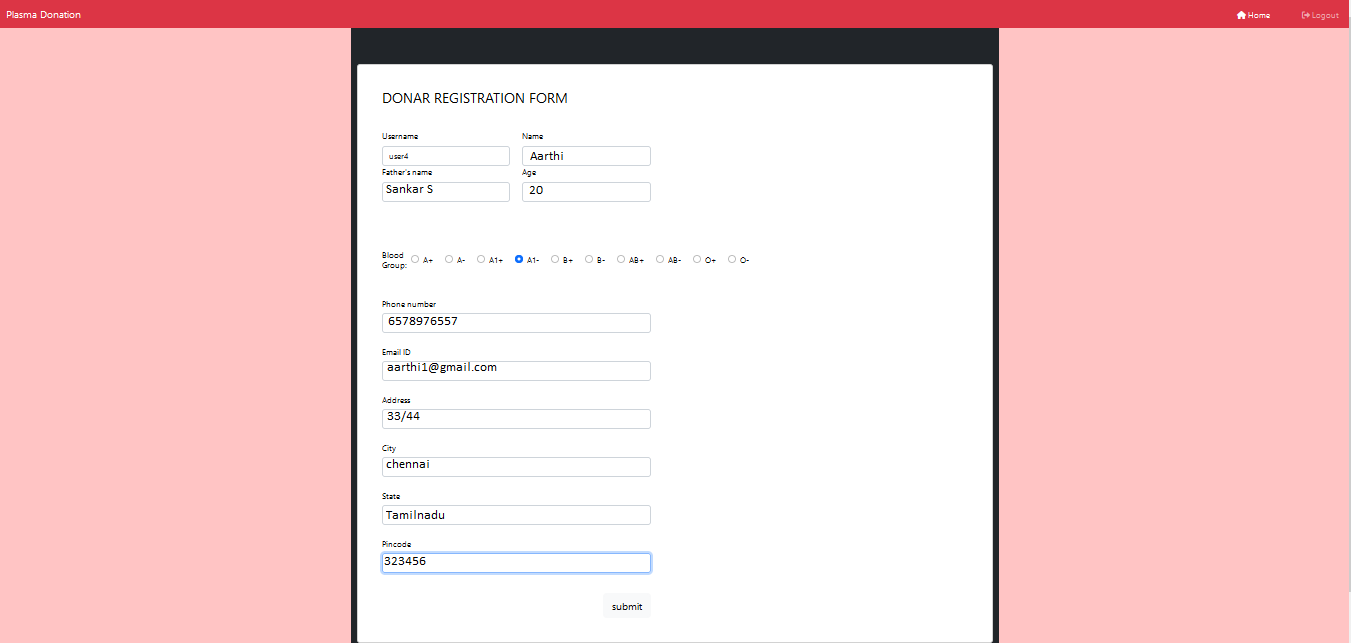 Plasma Donation Home Logout
DONAR REGISTRATION FORM
Username Name
user4 Aarthi
Father's name Age
Sankar S 20
Blood Group: A+ A- A1+ A1- B+ B- AB+ AB- O+ O-
Phone number
6578976557
Email ID
aarthi1@gmail.com
Address
33/44
City
chennai
State
Tamilnadu
Pincode
323456
submit